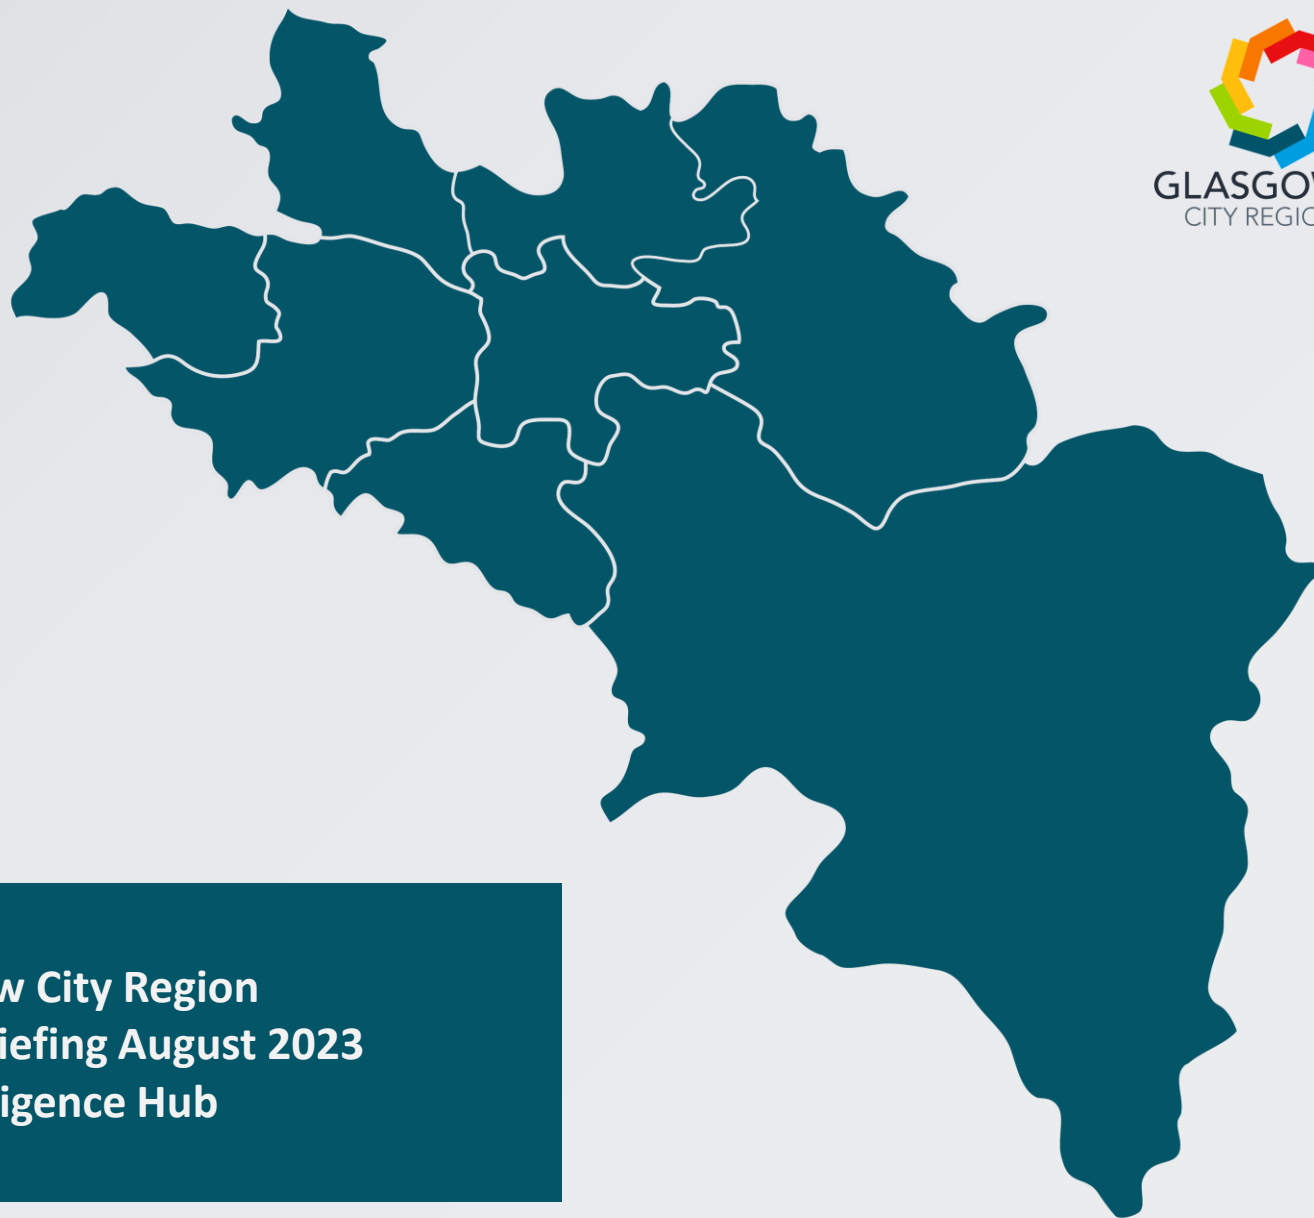 GLASGOW
CITY REGIO
w City Region
iefing August 2023
igence Hub